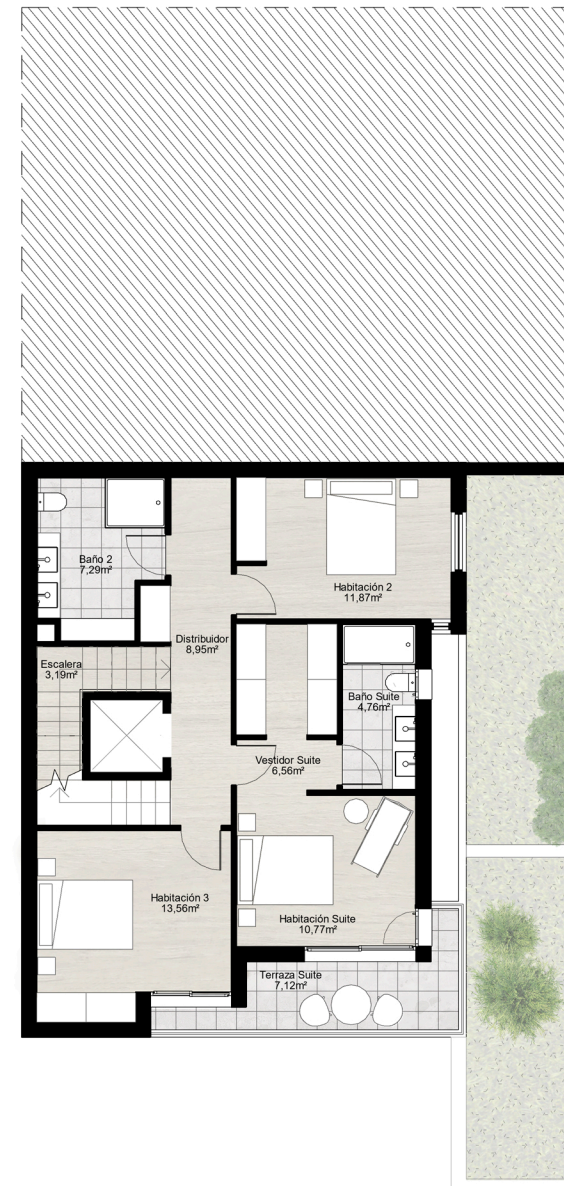 Baño 2
7,29m²
Habitación 2
11,87m²
Distribuidor
8,95m²
Escalera
3,19m²
Baño Suite
4,76m²
Vestidor Suite
6,56m²
Habitación 3
13,56m²
Habitación Suite
10,77m²
Terraza Suite
7,12m²